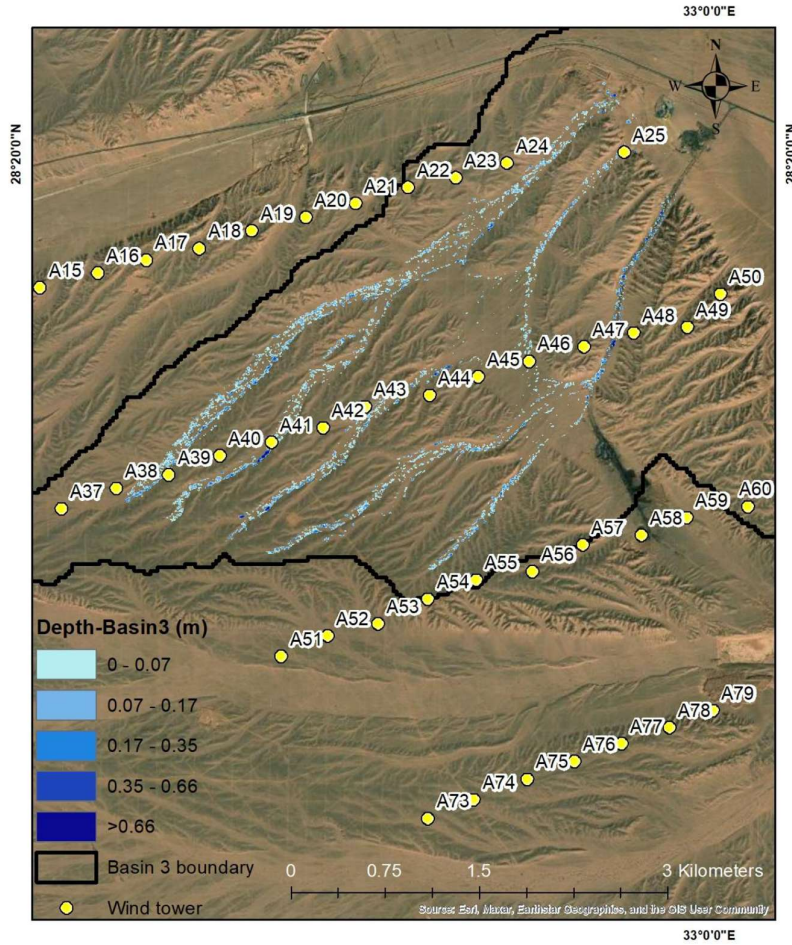 33°0'0"E
N
W E
S
28°20'0"N
28°20'0"N
A25
A24
A23
A22
A21
A20
A19
A18
A17
A16
A15
A50
A49
A48
A47
A46
A45
A44
A43
A42
A41
A40
A39
A38
A37
A60
A59
A58
A57
A56
A55
A54
A53
A52
A51
A79
A78
A77
A76
A75
A74
A73
Depth-Basin3 (m)
0 - 0.07
0.07 - 0.17
0.17 - 0.35
0.35 - 0.66
>0.66
Basin 3 boundary
Wind tower
0 0.75 1.5 3 Kilometers
Source: Esri, Maxar, Earthstar Geographics, and the GIS User Community
33°0'0"E